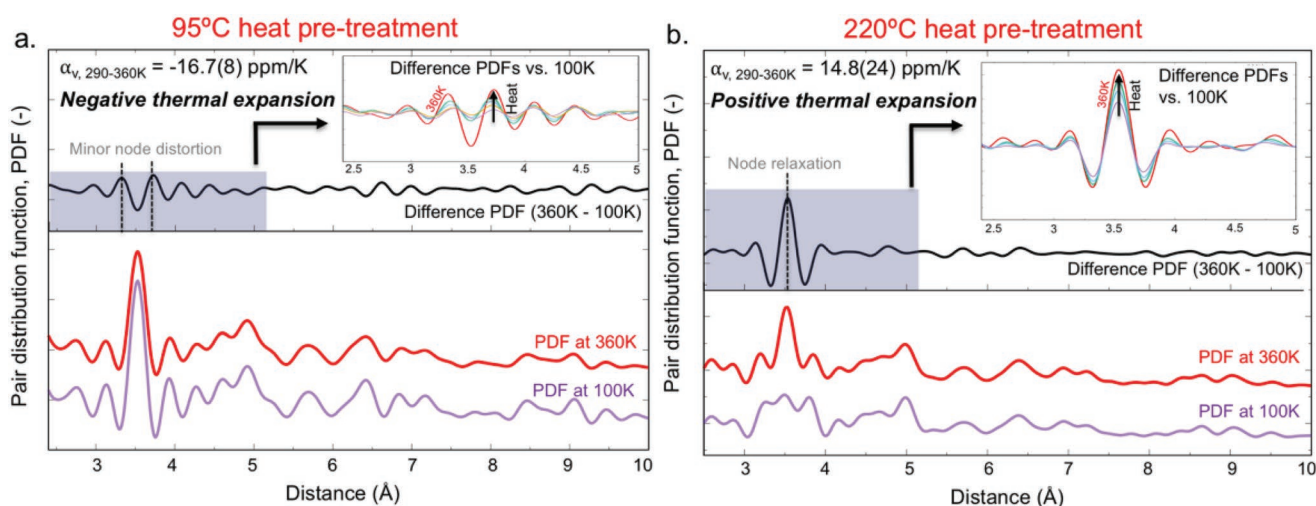 a.
95ºC heat pre-treatment
αv, 290-360K = -16.7(8) ppm/K
Negative thermal expansion
Minor node distortion
Difference PDFs vs. 100K
360K
Heat
2.5 3 3.5 4 4.5 5
Difference PDF (360K - 100K)
PDF at 360K
PDF at 100K
Pair distribution function, PDF (-)
3 4 5 6 7 8 9 10
Distance (Å)
b.
220ºC heat pre-treatment
αv, 290-360K = 14.8(24) ppm/K
Positive thermal expansion
Node relaxation
Difference PDFs
vs. 100K
360K
Heat
2.5 3 3.5 4 4.5 5
Difference PDF (360K - 100K)
PDF at 360K
PDF at 100K
Pair distribution function, PDF (-)
3 4 5 6 7 8 9 10
Distance (Å)